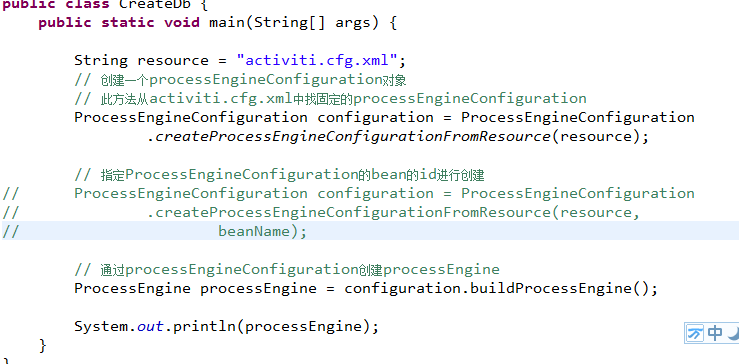 public class CreateDb {
    public static void main(String[] args) {
        String resource = "activiti.cfg.xml";
        // 创建一个processEngineConfiguration对象
        // 此方法从activiti.cfg.xml中找固定的processEngineConfiguration
        ProcessEngineConfiguration configuration = ProcessEngineConfiguration
                .createProcessEngineConfigurationFromResource(resource);
        // 指定ProcessEngineConfiguration的bean的id进行创建
//      ProcessEngineConfiguration configuration = ProcessEngineConfiguration
//              .createProcessEngineConfigurationFromResource(resource,
//                      beanName);
        // 通过processEngineConfiguration创建processEngine
        ProcessEngine processEngine = configuration.buildProcessEngine();
        System.out.println(processEngine);
中
    }
}